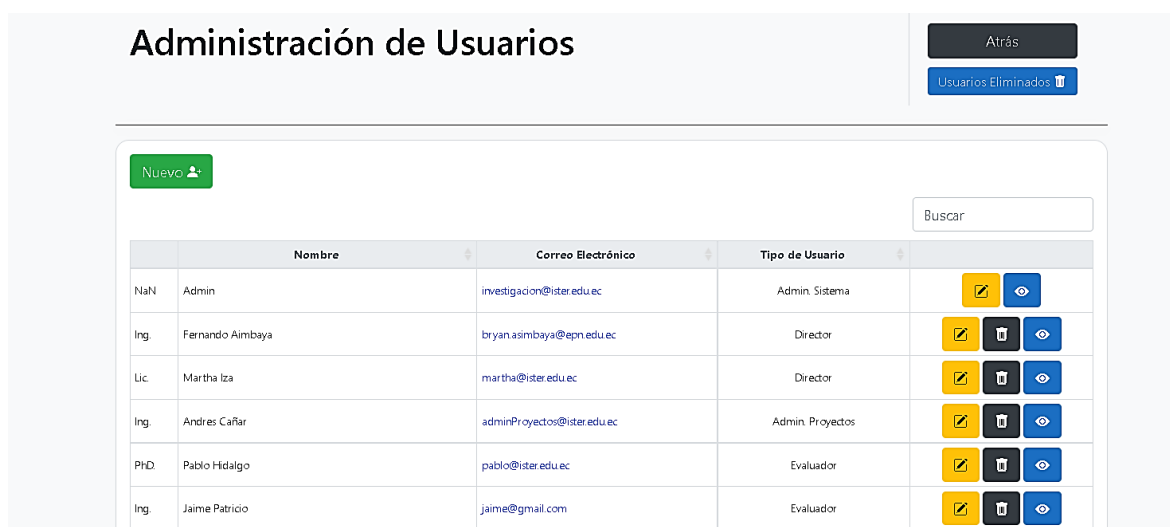 Administración de Usuarios
Atrás
Usuarios Eliminados
Nuevo
Buscar
Nombre Correo Electrónico Tipo de Usuario
NaN Admin investigacion@ister.edu.ec Admin. Sistema
Ing. Fernando Aimbaya bryan.asimbaya@epn.edu.ec Director
Lic. Martha Iza martha@ister.edu.ec Director
Ing. Andres Cañar adminProyectos@ister.edu.ec Admin. Proyectos
PhD. Pablo Hidalgo pablo@ister.edu.ec Evaluador
Ing. Jaime Patricio jaime@gmail.com Evaluador